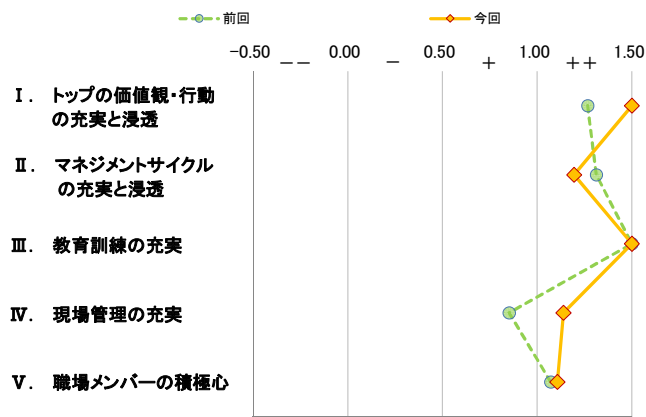 前回 今回
-0.50 0.00 0.50 1.00 1.50
－－ － ＋ ＋＋
Ⅰ. トップの価値観・行動
の充実と浸透
Ⅱ. マネジメントサイクル
の充実と浸透
Ⅲ. 教育訓練の充実
Ⅳ. 現場管理の充実
Ⅴ. 職場メンバーの積極心